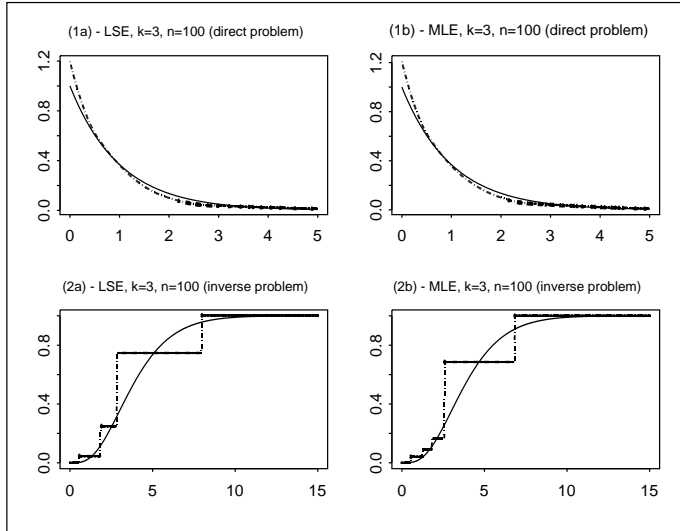 (1a) - LSE, k=3, n=100 (direct problem)
1.2
0.8
0.4
0.0
0 1 2 3 4 5
(1b) - MLE, k=3, n=100 (direct problem)
1.2
0.8
0.4
0.0
0 1 2 3 4 5
(2a) - LSE, k=3, n=100 (inverse problem)
0.8
0.4
0.0
0 5 10 15
(2b) - MLE, k=3, n=100 (inverse problem)
0.8
0.4
0.0
0 5 10 15